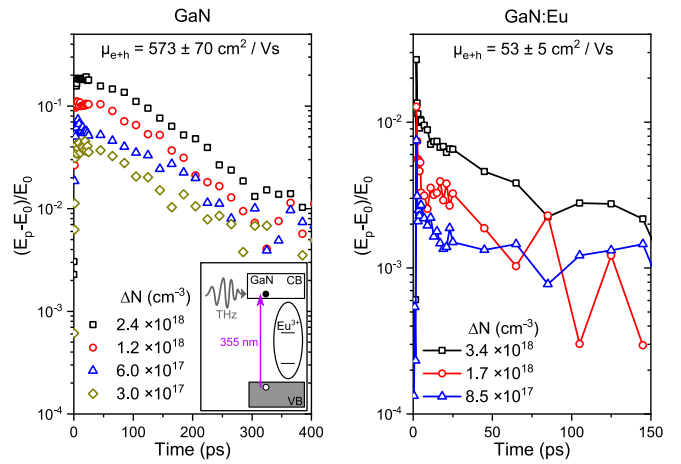 GaN
μe+h = 573 ± 70 cm² / Vs
(Ep-E0)/E0
10⁻¹
10⁻²
10⁻³
10⁻⁴
ΔN (cm⁻³)
2.4 ×10¹⁸
1.2 ×10¹⁸
6.0 ×10¹⁷
3.0 ×10¹⁷
GaN CB
THz
Eu³⁺
355 nm
VB
0 100 200 300 400
Time (ps)
GaN:Eu
μe+h = 53 ± 5 cm² / Vs
(Ep-E0)/E0
10⁻²
10⁻³
10⁻⁴
ΔN (cm⁻³)
3.4 ×10¹⁸
1.7 ×10¹⁸
8.5 ×10¹⁷
0 50 100 150
Time (ps)